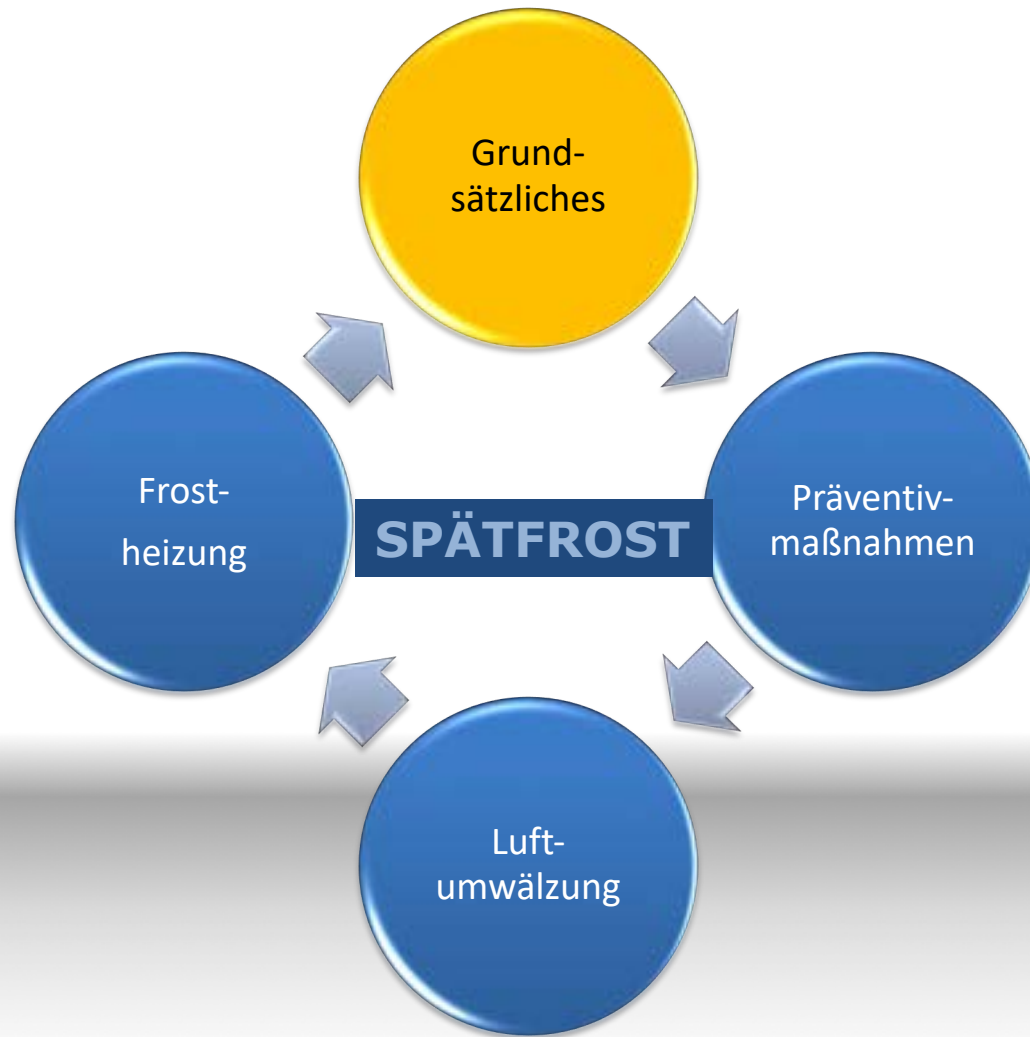 Grund-
sätzliches
Präventiv-
maßnahmen
Luft-
umwälzung
Frost-
heizung
SPÄTFROST